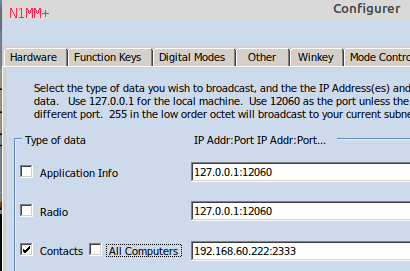 N1MM+
Configurer
Hardware Function Keys Digital Modes Other Winkey Mode Contro
Select the type of data you wish to broadcast, and the the IP Address(es) and
data. Use 127.0.0.1 for the local machine. Use 12060 as the port unless the
different port. 255 in the low order octet will broadcast to your current subne
Type of data IP Addr:Port IP Addr:Port...
Application Info 127.0.0.1:12060
Radio 127.0.0.1:12060
Contacts All Computers 192.168.60.222:2333